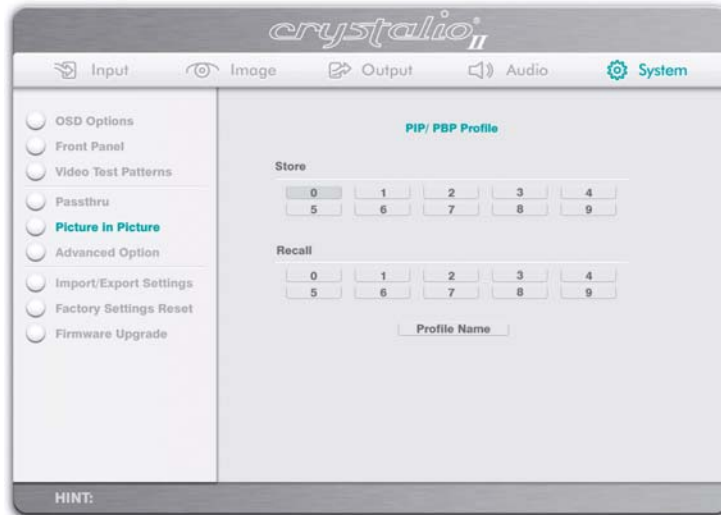 crystalio II
Input Image Output Audio System
OSD Options
Front Panel
Video Test Patterns
Passthru
Picture in Picture
Advanced Option
Import/Export Settings
Factory Settings Reset
Firmware Upgrade
PIP/ PBP Profile
Store
0 1 2 3 4
5 6 7 8 9
Recall
0 1 2 3 4
5 6 7 8 9
Profile Name
HINT: